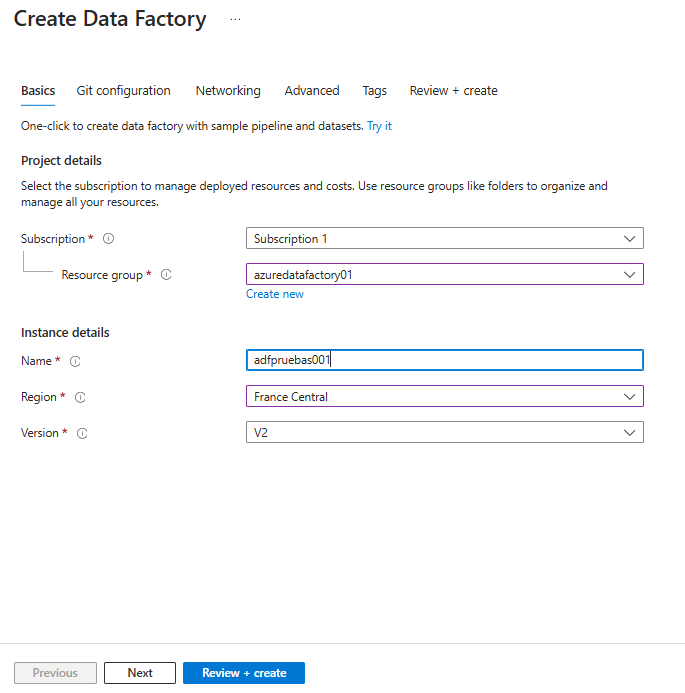 Create Data Factory ...
Basics Git configuration Networking Advanced Tags Review + create
One-click to create data factory with sample pipeline and datasets. Try it
Project details
Select the subscription to manage deployed resources and costs. Use resource groups like folders to organize and
manage all your resources.
Subscription * Subscription 1
Resource group * azuredatafactory01
Create new
Instance details
Name * adfpruebas001
Region * France Central
Version * V2
Previous Next Review + create